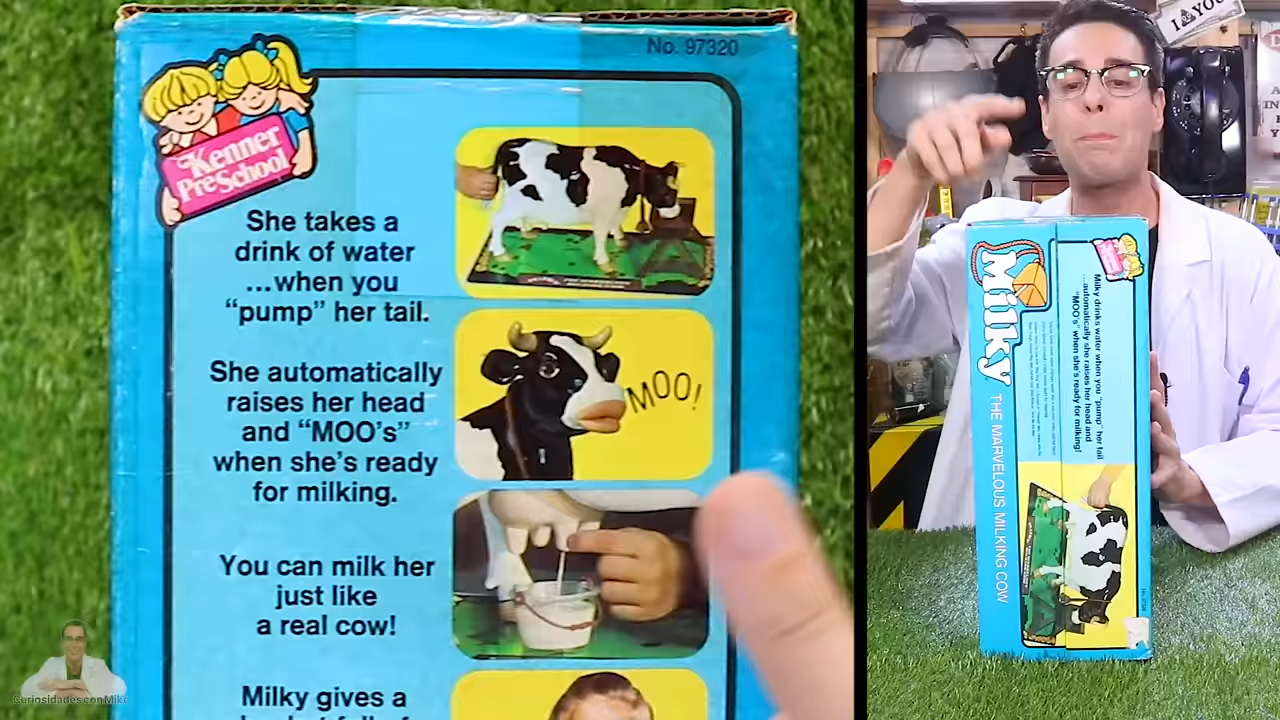 No. 97320
Kenner
PreSchool
She takes a
drink of water
...when you
“pump” her tail.
She automatically
raises her head
and “MOO’s”
when she’s ready
for milking.
MOO!
You can milk her
just like
a real cow!
Milky gives a
Curiosidades con Mike
I YOU
Milky
THE MARVELOUS MILKING COW
Milky drinks water when you “pump” her tail
...automatically she raises her head and
“MOO’s” when she’s ready for milking!